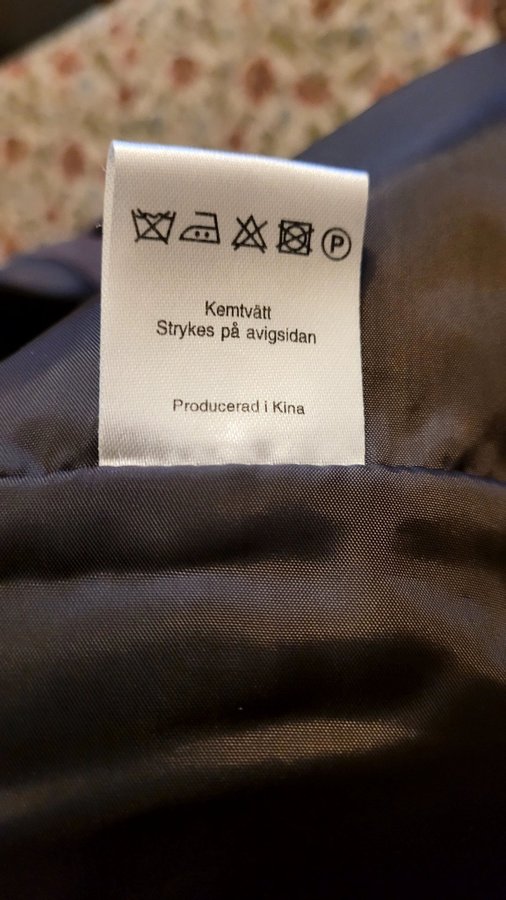 P
Kemtvätt
Strykes på avigsidan
Producerad i Kina